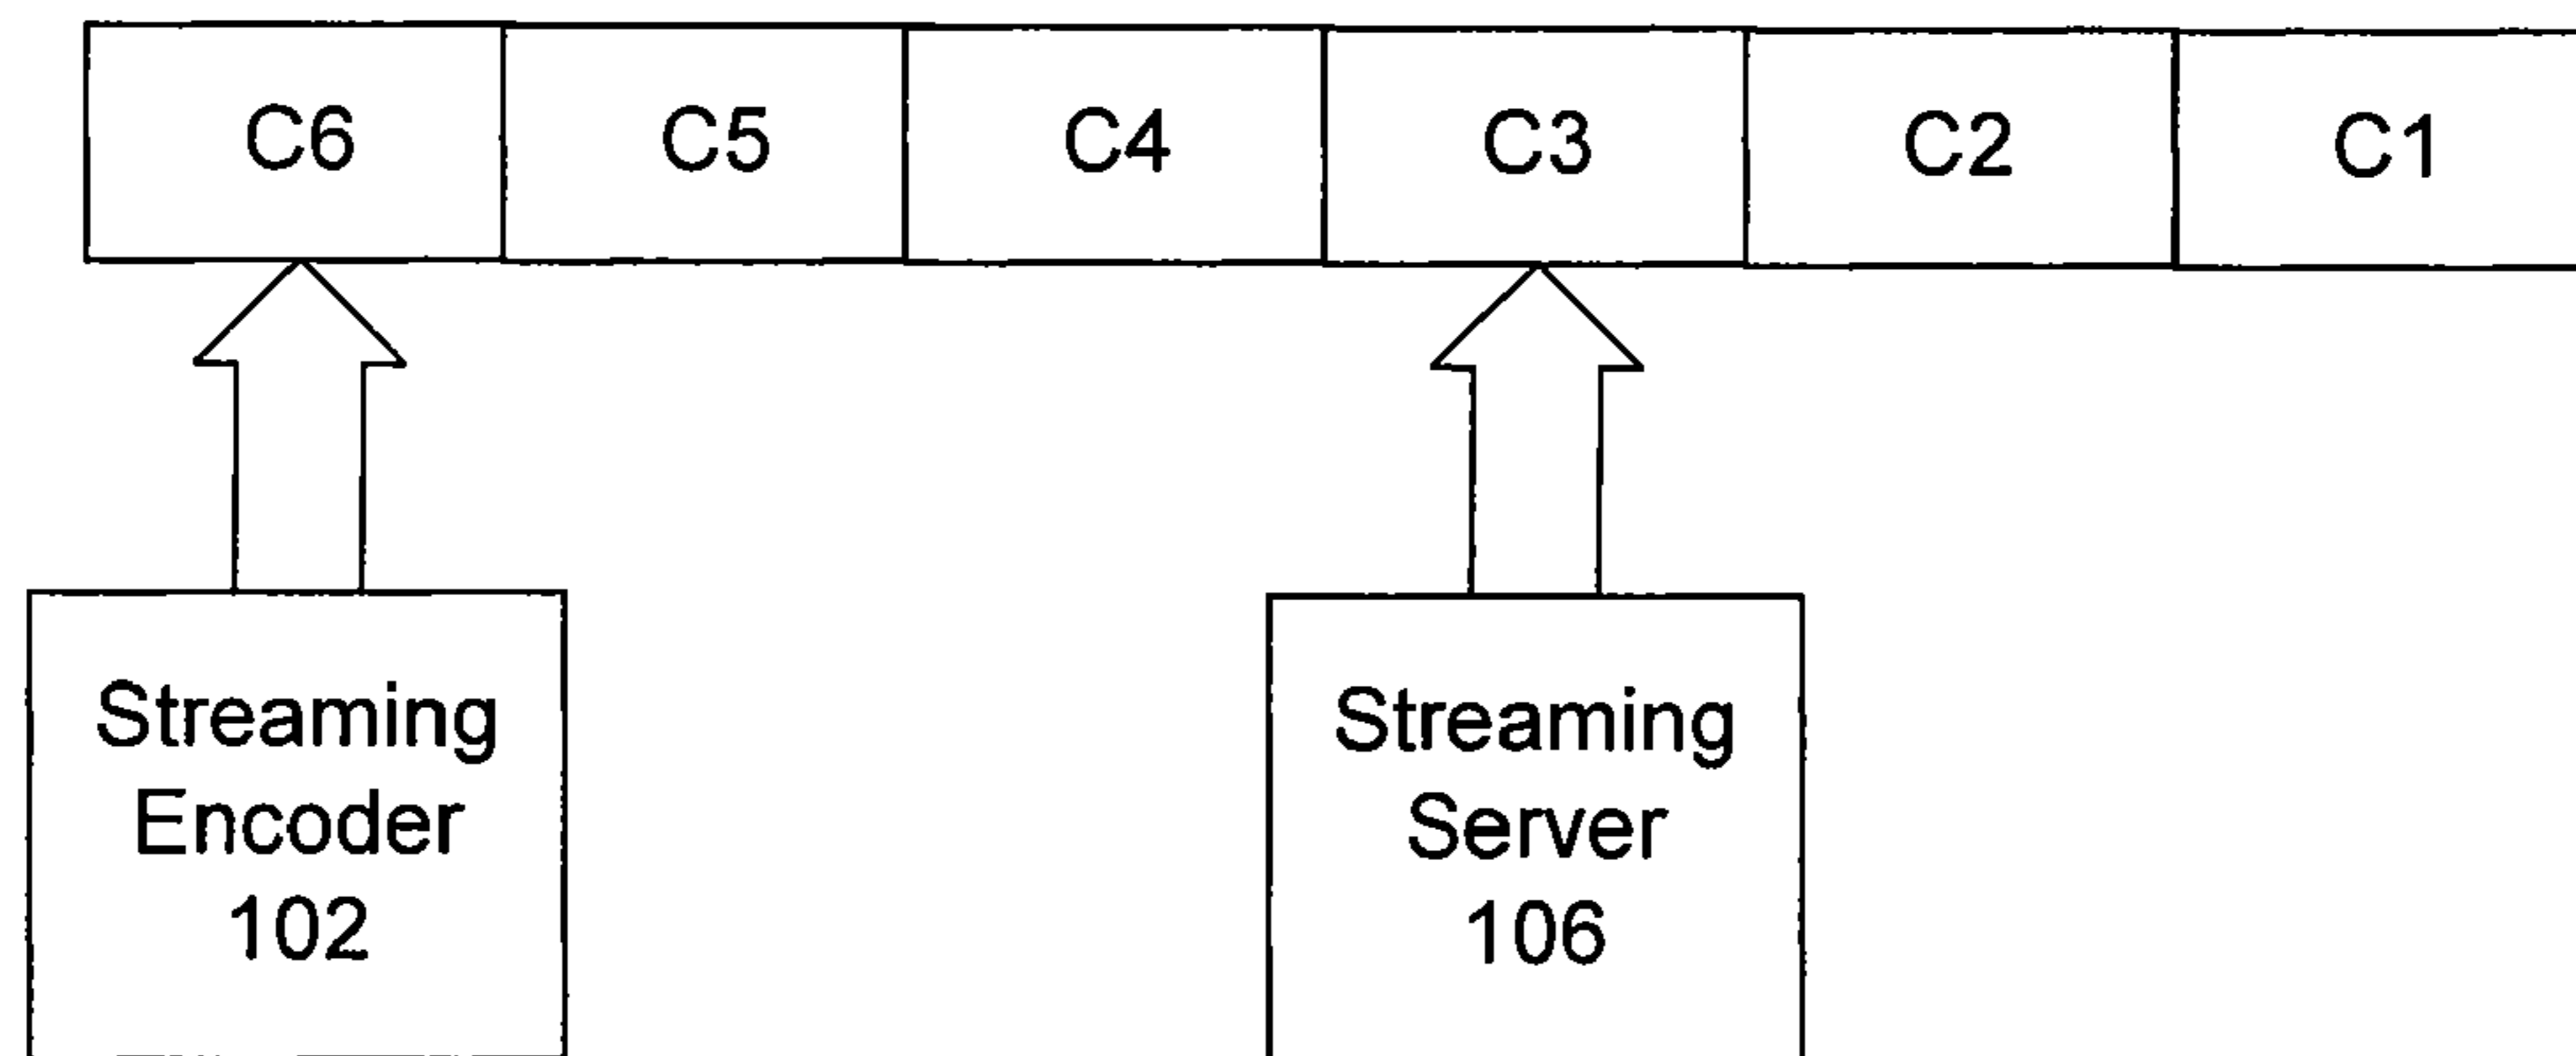 C6 C5 C4 C3 C2 C1
Streaming
Encoder
102
Streaming
Server
106